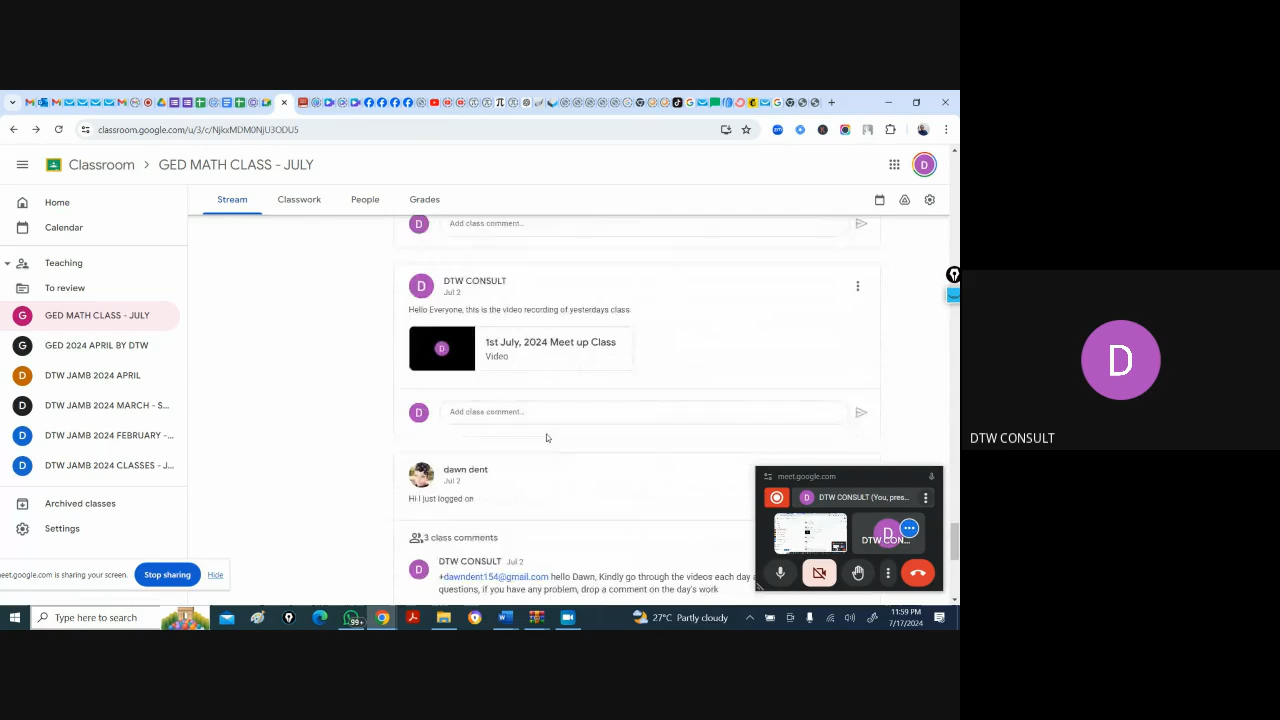 classroom.google.com/u/3/c/NjkxMDM0NjU3ODU5
Classroom > GED MATH CLASS - JULY
D
Home
Calendar
Stream
Classwork
People
Grades
Teaching
To review
G GED MATH CLASS - JULY
G GED 2024 APRIL BY DTW
D DTW JAMB 2024 APRIL
D DTW JAMB 2024 MARCH - S...
D DTW JAMB 2024 FEBRUARY -...
D DTW JAMB 2024 CLASSES - J...
Archived classes
Settings
D Add class comment...
D DTW CONSULT
Jul 2
Hello Everyone, this is the video recording of yesterdays class
D 1st July, 2024 Meet up Class
Video
D Add class comment...
dawn dent
Jul 2
Hi I just logged on
3 class comments
D DTW CONSULT Jul 2
+dawndent154@gmail.com hello Dawn, Kindly go through the videos each day a
questions, if you have any problem, drop a comment on the day's work
meet.google.com
D DTW CONSULT (You, pres...
D
DTW CON...
neet.google.com is sharing your screen.
Stop sharing
Hide
Type here to search
99+
27°C Partly cloudy
11:59 PM
7/17/2024
D
DTW CONSULT